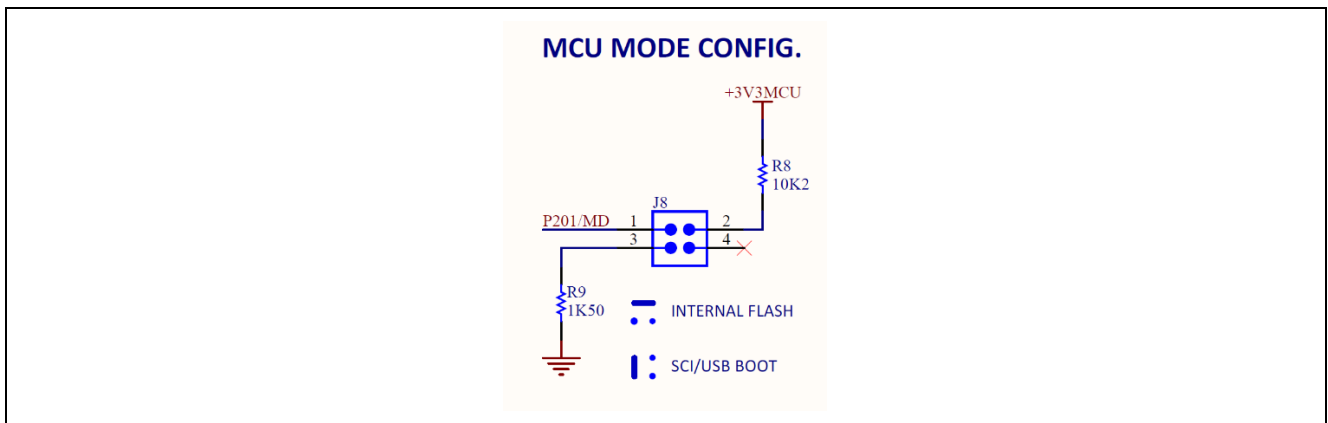 MCU MODE CONFIG.
+3V3MCU
R8
10K2
J8
P201/MD 1 2
3 4
R9
1K50
INTERNAL FLASH
SCI/USB BOOT